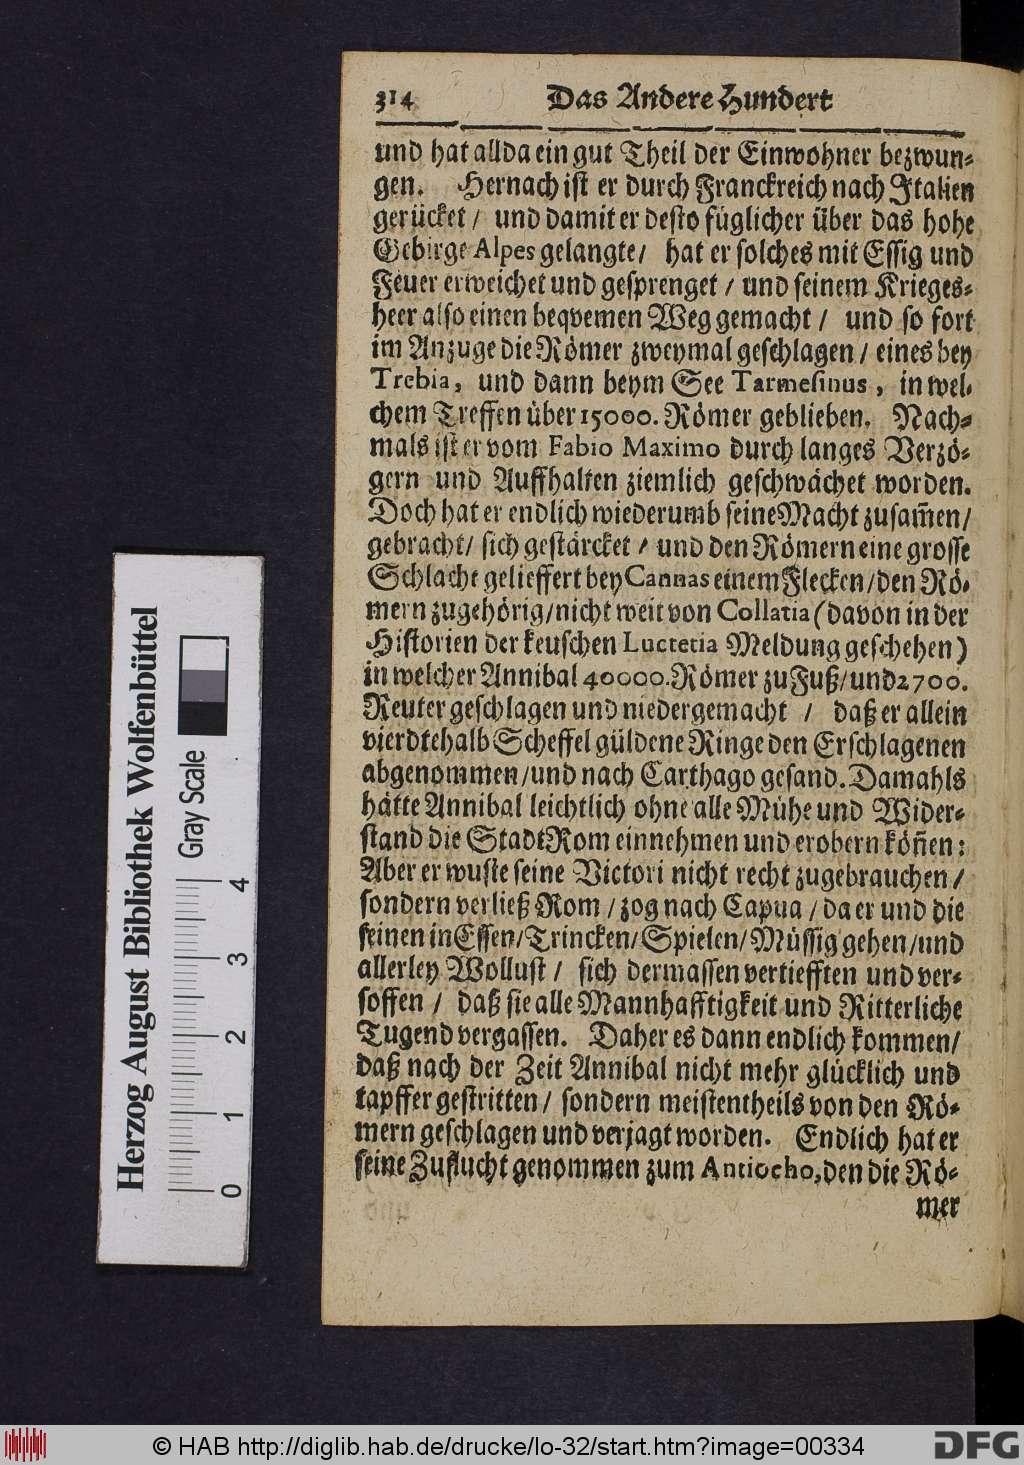 314 Das Andere Hundert
und hat allda ein gut Theil der Einwohner bezwun-
gen. Hernach ist er durch Franckreich nach Italien
gerücket / und damit er desto füglicher über das hohe
Gebirge Alpes gelangte / hat er solches mit Essig und
Feuer erweichet und gesprenget / und seinem Krieges-
heer also einen beqvemen Weg gemacht / und so fort
im Anzuge die Römer zweymal geschlagen / eines bey
Trebia, und dann beym See Tarmesinus, in wel-
chem Treffen über 15000. Römer geblieben. Nach-
mals ist er vom Fabio Maximo durch langes Verzö-
gern und Auffhalten ziemlich geschwächet worden.
Doch hat er endlich wiederumb seine Macht zusam̃en /
gebracht / sich gestärcket / und den Römern eine grosse
Schlacht gelieffert bey Cannas einem Flecken / den Rö-
mern zugehörig / nicht weit von Collatia (davon in der
Historien der keuschen Luctetia Meldung geschehen)
in welcher Annibal 40000. Römer zu Fuß / und 2700.
Reuter geschlagen und niedergemacht / daß er allein
vierdtehalb Scheffel güldene Ringe den Erschlagenen
abgenommen / und nach Carthago gesand. Damahls
hätte Annibal leichtlich ohne alle Mühe und Wider-
stand die Stadt Rom einnehmen und erobern köñen:
Aber er wuste seine Victori nicht recht zugebrauchen /
sondern verließ Rom / zog nach Capua / da er und die
seinen in Essen / Trincken / Spielen / Müssig gehen / und
allerley Wollust / sich dermassen vertiefften und ver-
soffen / daß sie alle Mannhafftigkeit und Ritterliche
Tugend vergassen. Daher es dann endlich kommen /
daß nach der Zeit Annibal nicht mehr glücklich und
tapffer gestritten / sondern meistentheils von den Rö-
mern geschlagen und verjagt worden. Endlich hat er
seine Zuflucht genommen zum Antiocho, den die Rö-
mer
Herzog August Bibliothek Wolfenbüttel
Gray Scale
0 1 2 3 4
© HAB http://diglib.hab.de/drucke/lo-32/start.htm?image=00334
DFG